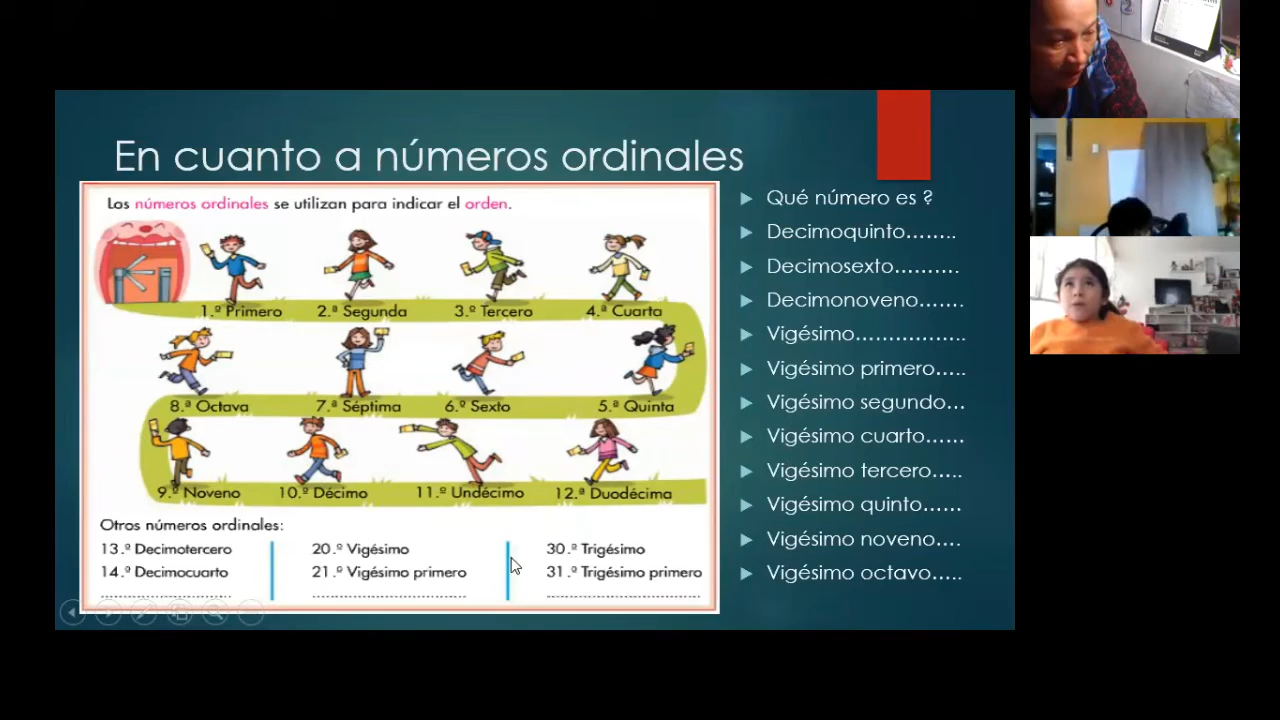 En cuanto a números ordinales
Los números ordinales se utilizan para indicar el orden.
1.º Primero 2.ª Segunda 3.º Tercero 4.ª Cuarta
8.ª Octava 7.ª Séptima 6.º Sexto 5.ª Quinta
9.º Noveno 10.º Décimo 11.º Undécimo 12.ª Duodécima
Otros números ordinales:
13.º Decimotercero 20.º Vigésimo 30.º Trigésimo
14.º Decimocuarto 21.º Vigésimo primero 31.º Trigésimo primero
Qué número es ?
Decimoquinto........
Decimosexto..........
Decimonoveno.......
Vigésimo.................
Vigésimo primero.....
Vigésimo segundo...
Vigésimo cuarto......
Vigésimo tercero.....
Vigésimo quinto......
Vigésimo noveno....
Vigésimo octavo.....